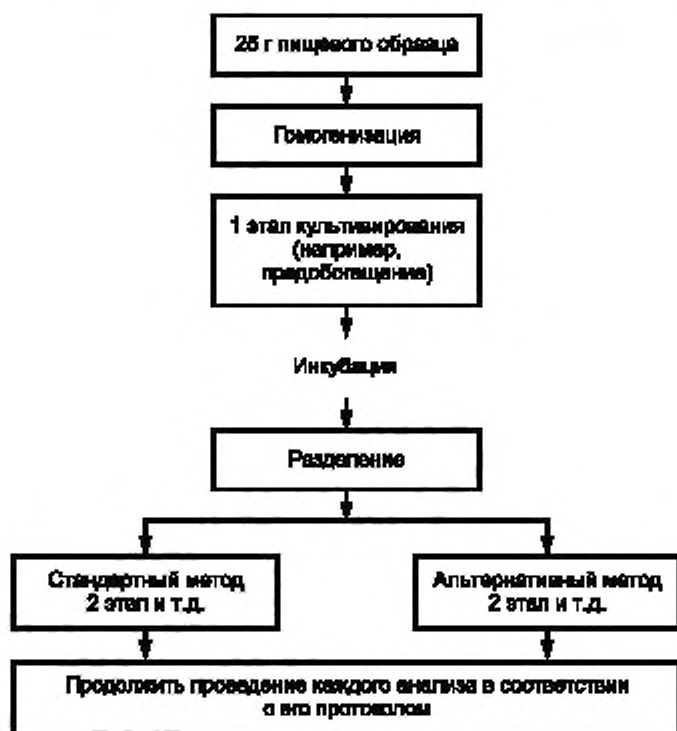 25 г пищевого образца
Гомогенизация
1 этап культивирования
(например,
предобогащение)
Инкубация
Разделение
Стандартный метод
2 этап и т.д.
Альтернативный метод
2 этап и т.д.
Продолжить проведение каждого анализа в соответствии
с его протоколом